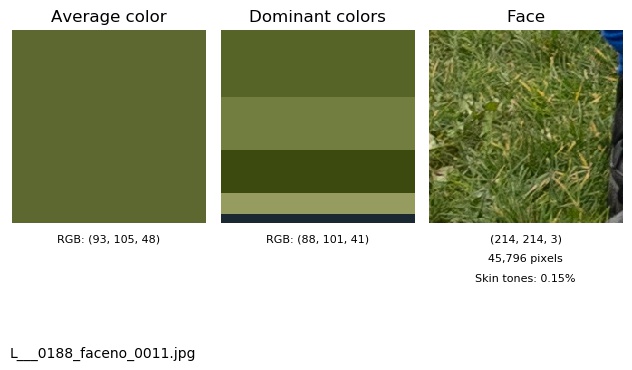 Average color
Dominant colors
Face
RGB: (93, 105, 48)
RGB: (88, 101, 41)
(214, 214, 3)
45,796 pixels
Skin tones: 0.15%
L___0188_faceno_0011.jpg